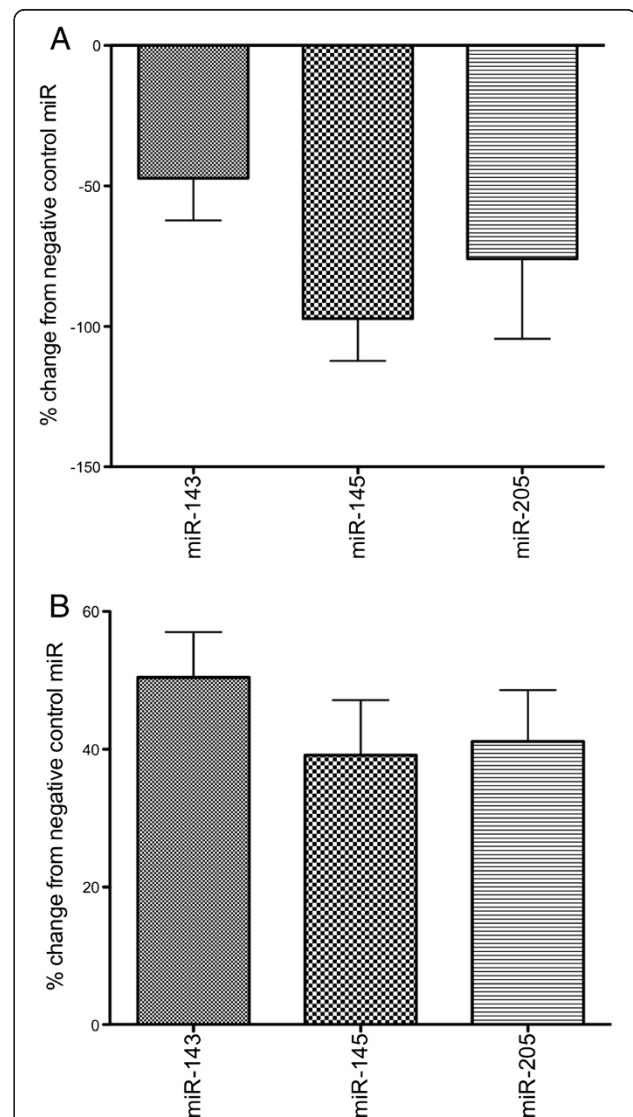 A
% change from negative control miR
0
-50
-100
-150
miR-143
miR-145
miR-205
B
% change from negative control miR
60
40
20
0
miR-143
miR-145
miR-205